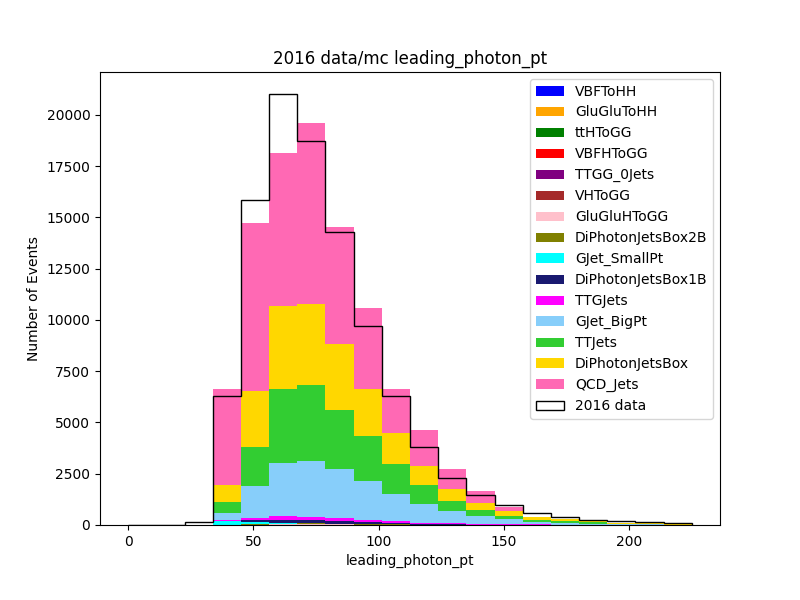 2016 data/mc leading_photon_pt
Number of Events
20000
17500
15000
12500
10000
7500
5000
2500
0
0
50
100
150
200
leading_photon_pt
VBFToHH
GluGluToHH
ttHToGG
VBFHToGG
TTGG_0Jets
VHToGG
GluGluHToGG
DiPhotonJetsBox2B
GJet_SmallPt
DiPhotonJetsBox1B
TTGJets
GJet_BigPt
TTJets
DiPhotonJetsBox
QCD_Jets
2016 data